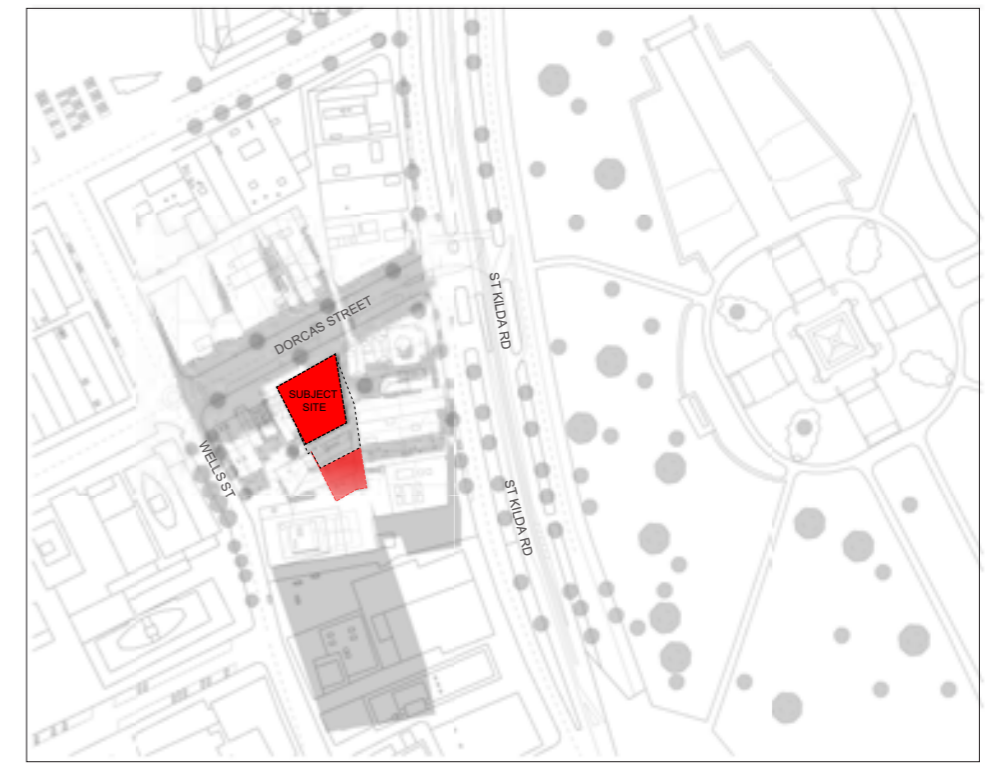 ST KILDA RD
DORCAS STREET
SUBJECT
SITE
WELLS ST
ST KILDA RD